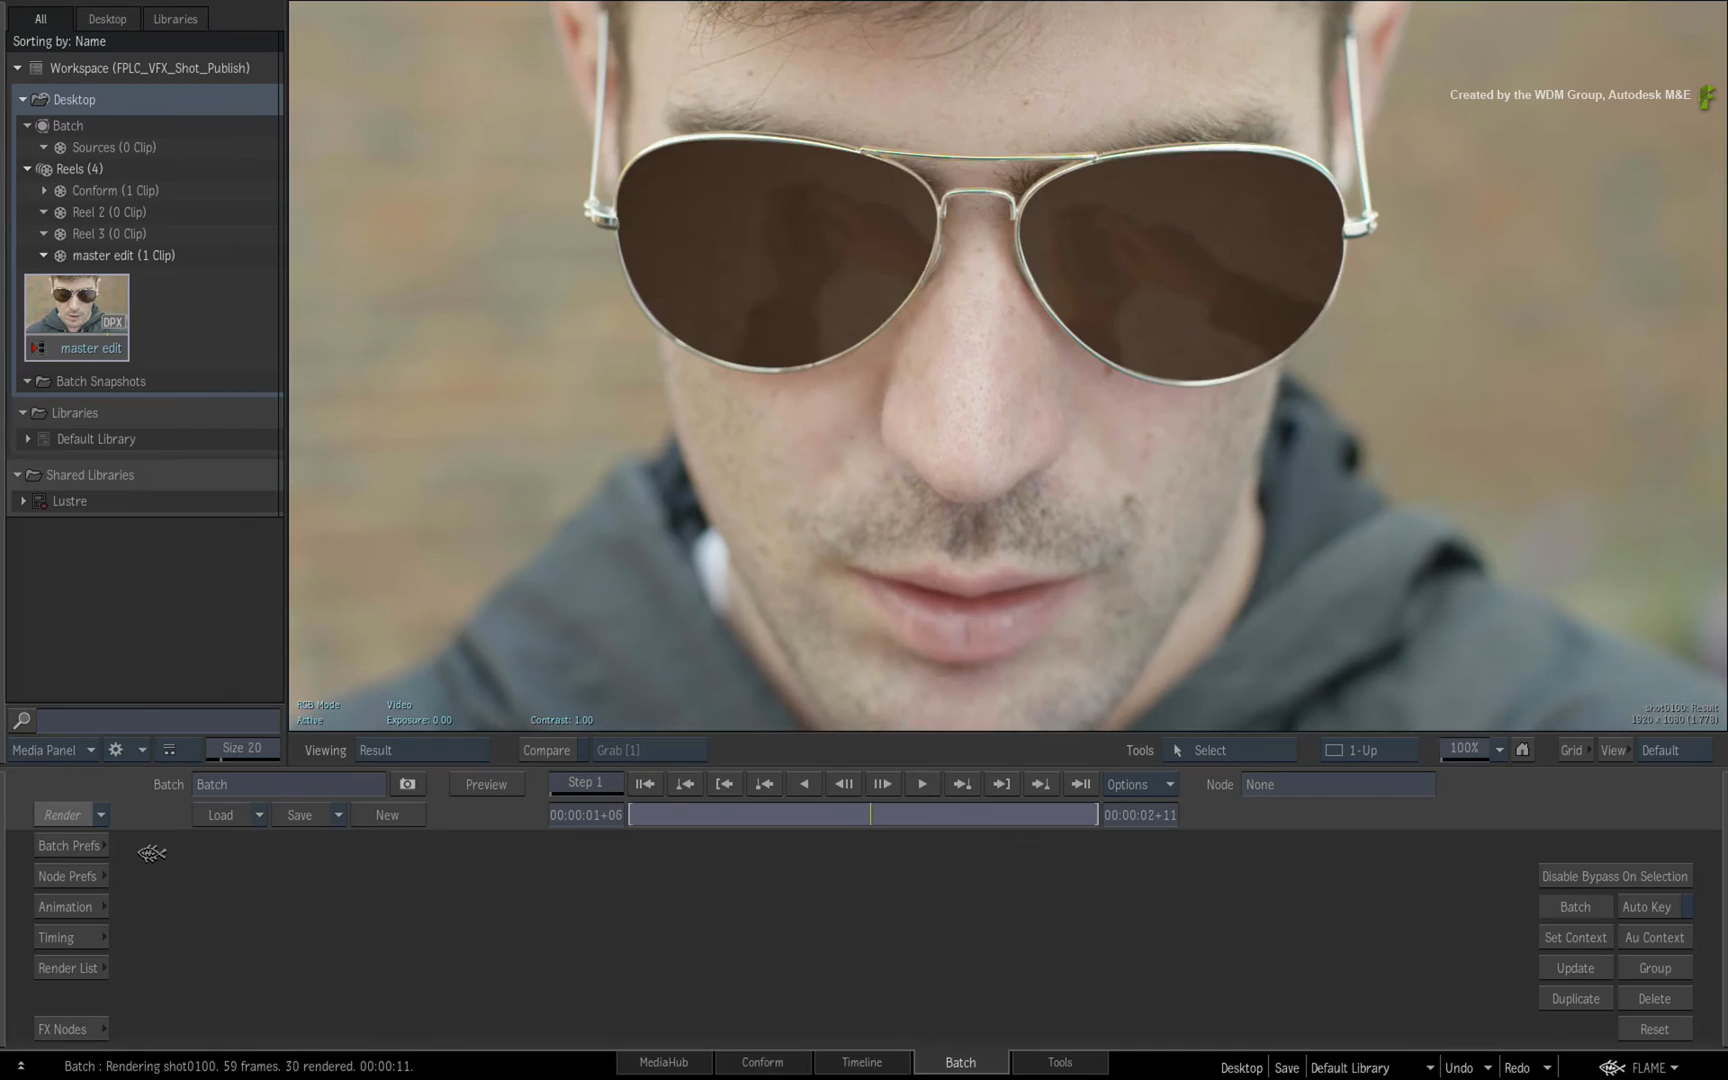 All
Desktop
Libraries
Sorting by: Name
Workspace (FPLC_VFX_Shot_Publish)
Desktop
Batch
Sources (0 Clip)
Reels (4)
Conform (1 Clip)
Reel 2 (0 Clip)
Reel 3 (0 Clip)
master edit (1 Clip)
DPX
master edit
Batch Snapshots
Libraries
Default Library
Shared Libraries
Lustre
Created by the WDM Group, Autodesk M&E
RGB Mode Video
Active Exposure: 0.00 Contrast: 1.00
shot0100: Result
1920 x 1080 (1.778)
Media Panel Size 20 Viewing Result Compare Grab [1] Tools Select 1-Up 100% Grid View Default
Batch Batch Preview Step 1 Options Node None
Render Load Save New 00:00:01+06 00:00:02+11
Batch Prefs
Node Prefs
Animation
Timing
Render List
FX Nodes
Disable Bypass On Selection
Batch Auto Key
Set Context Au Context
Update Group
Duplicate Delete
Reset
Batch : Rendering shot0100. 59 frames. 30 rendered. 00:00:11. MediaHub Conform Timeline Batch Tools Desktop Save Default Library Undo Redo FLAME